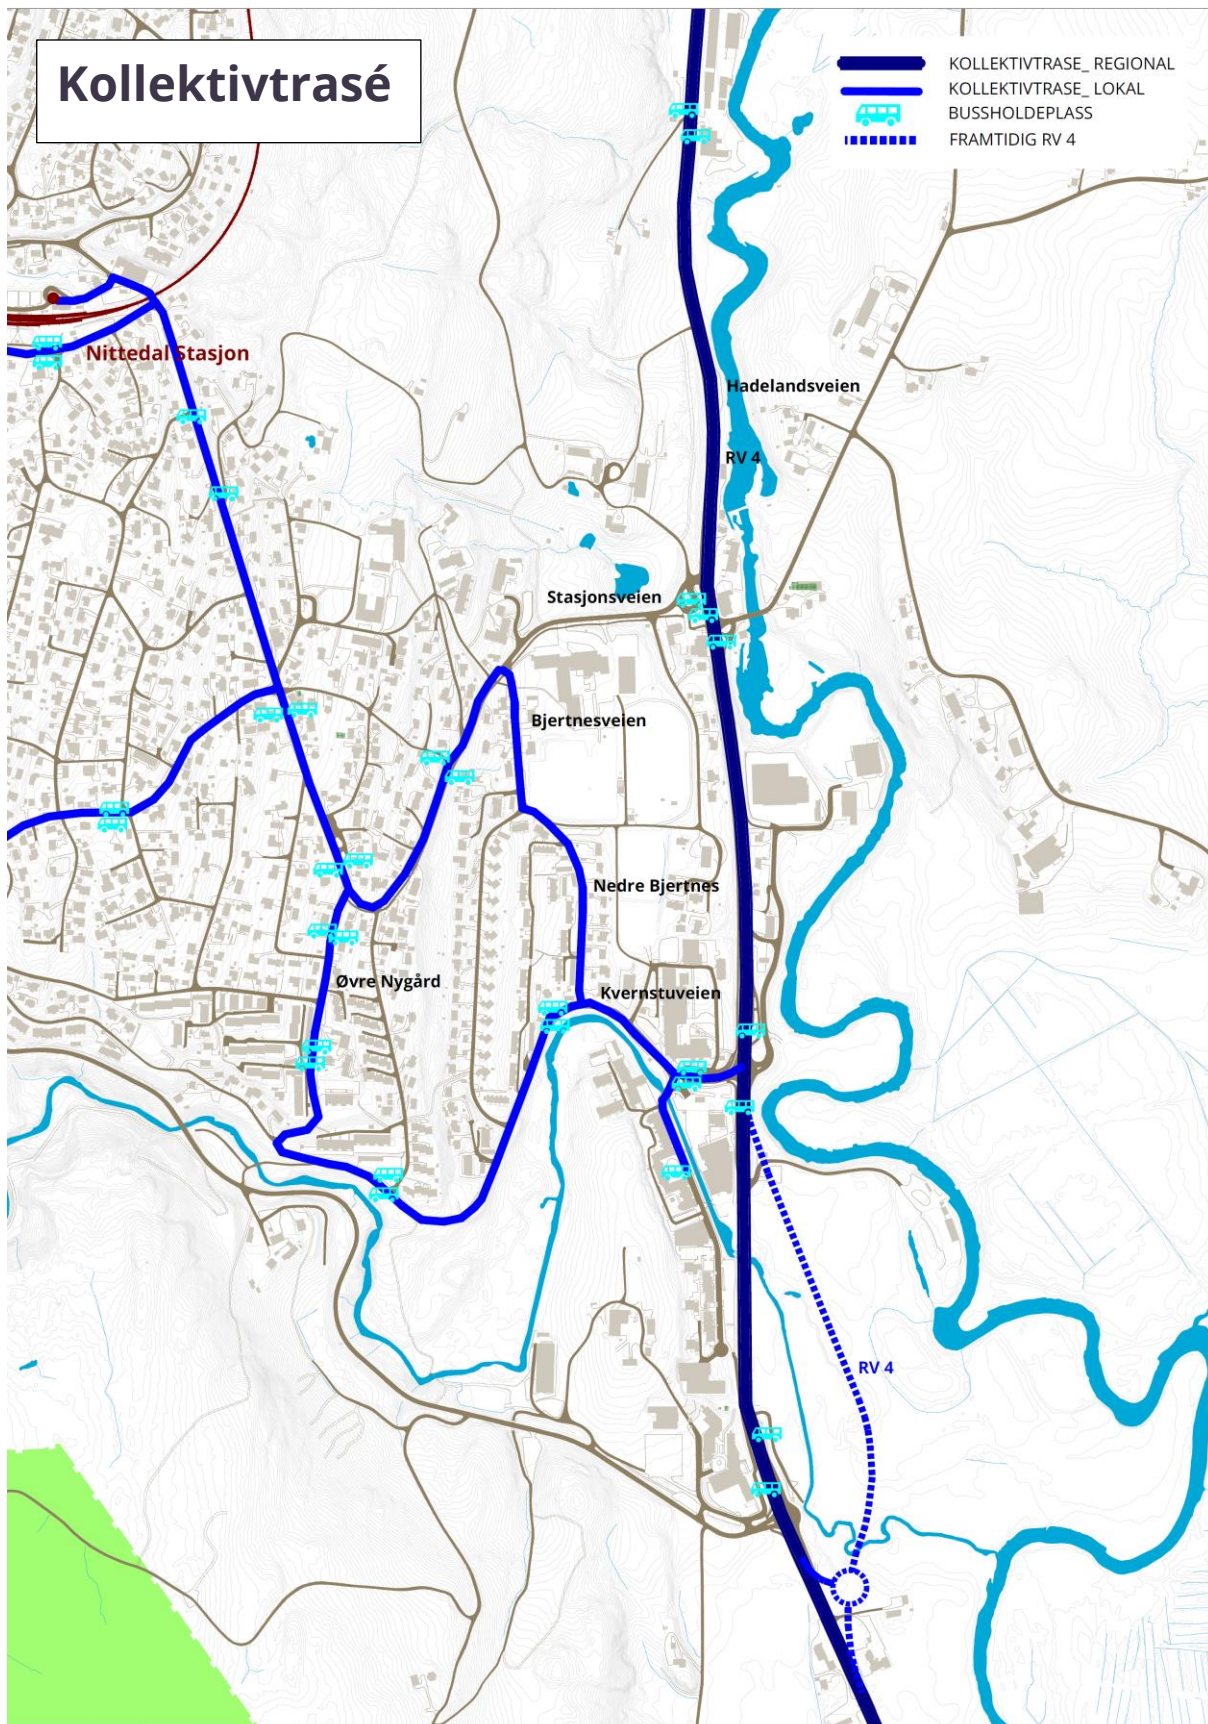 Kollektivtrasé
KOLLEKTIVTRASE_ REGIONAL
KOLLEKTIVTRASE_ LOKAL
BUSSHOLDEPLASS
FRAMTIDIG RV 4
Nittedal Stasjon
Hadelandsveien
RV 4
Stasjonsveien
Bjertnesveien
Nedre Bjertnes
Øvre Nygård
Kvernstuveien
RV 4